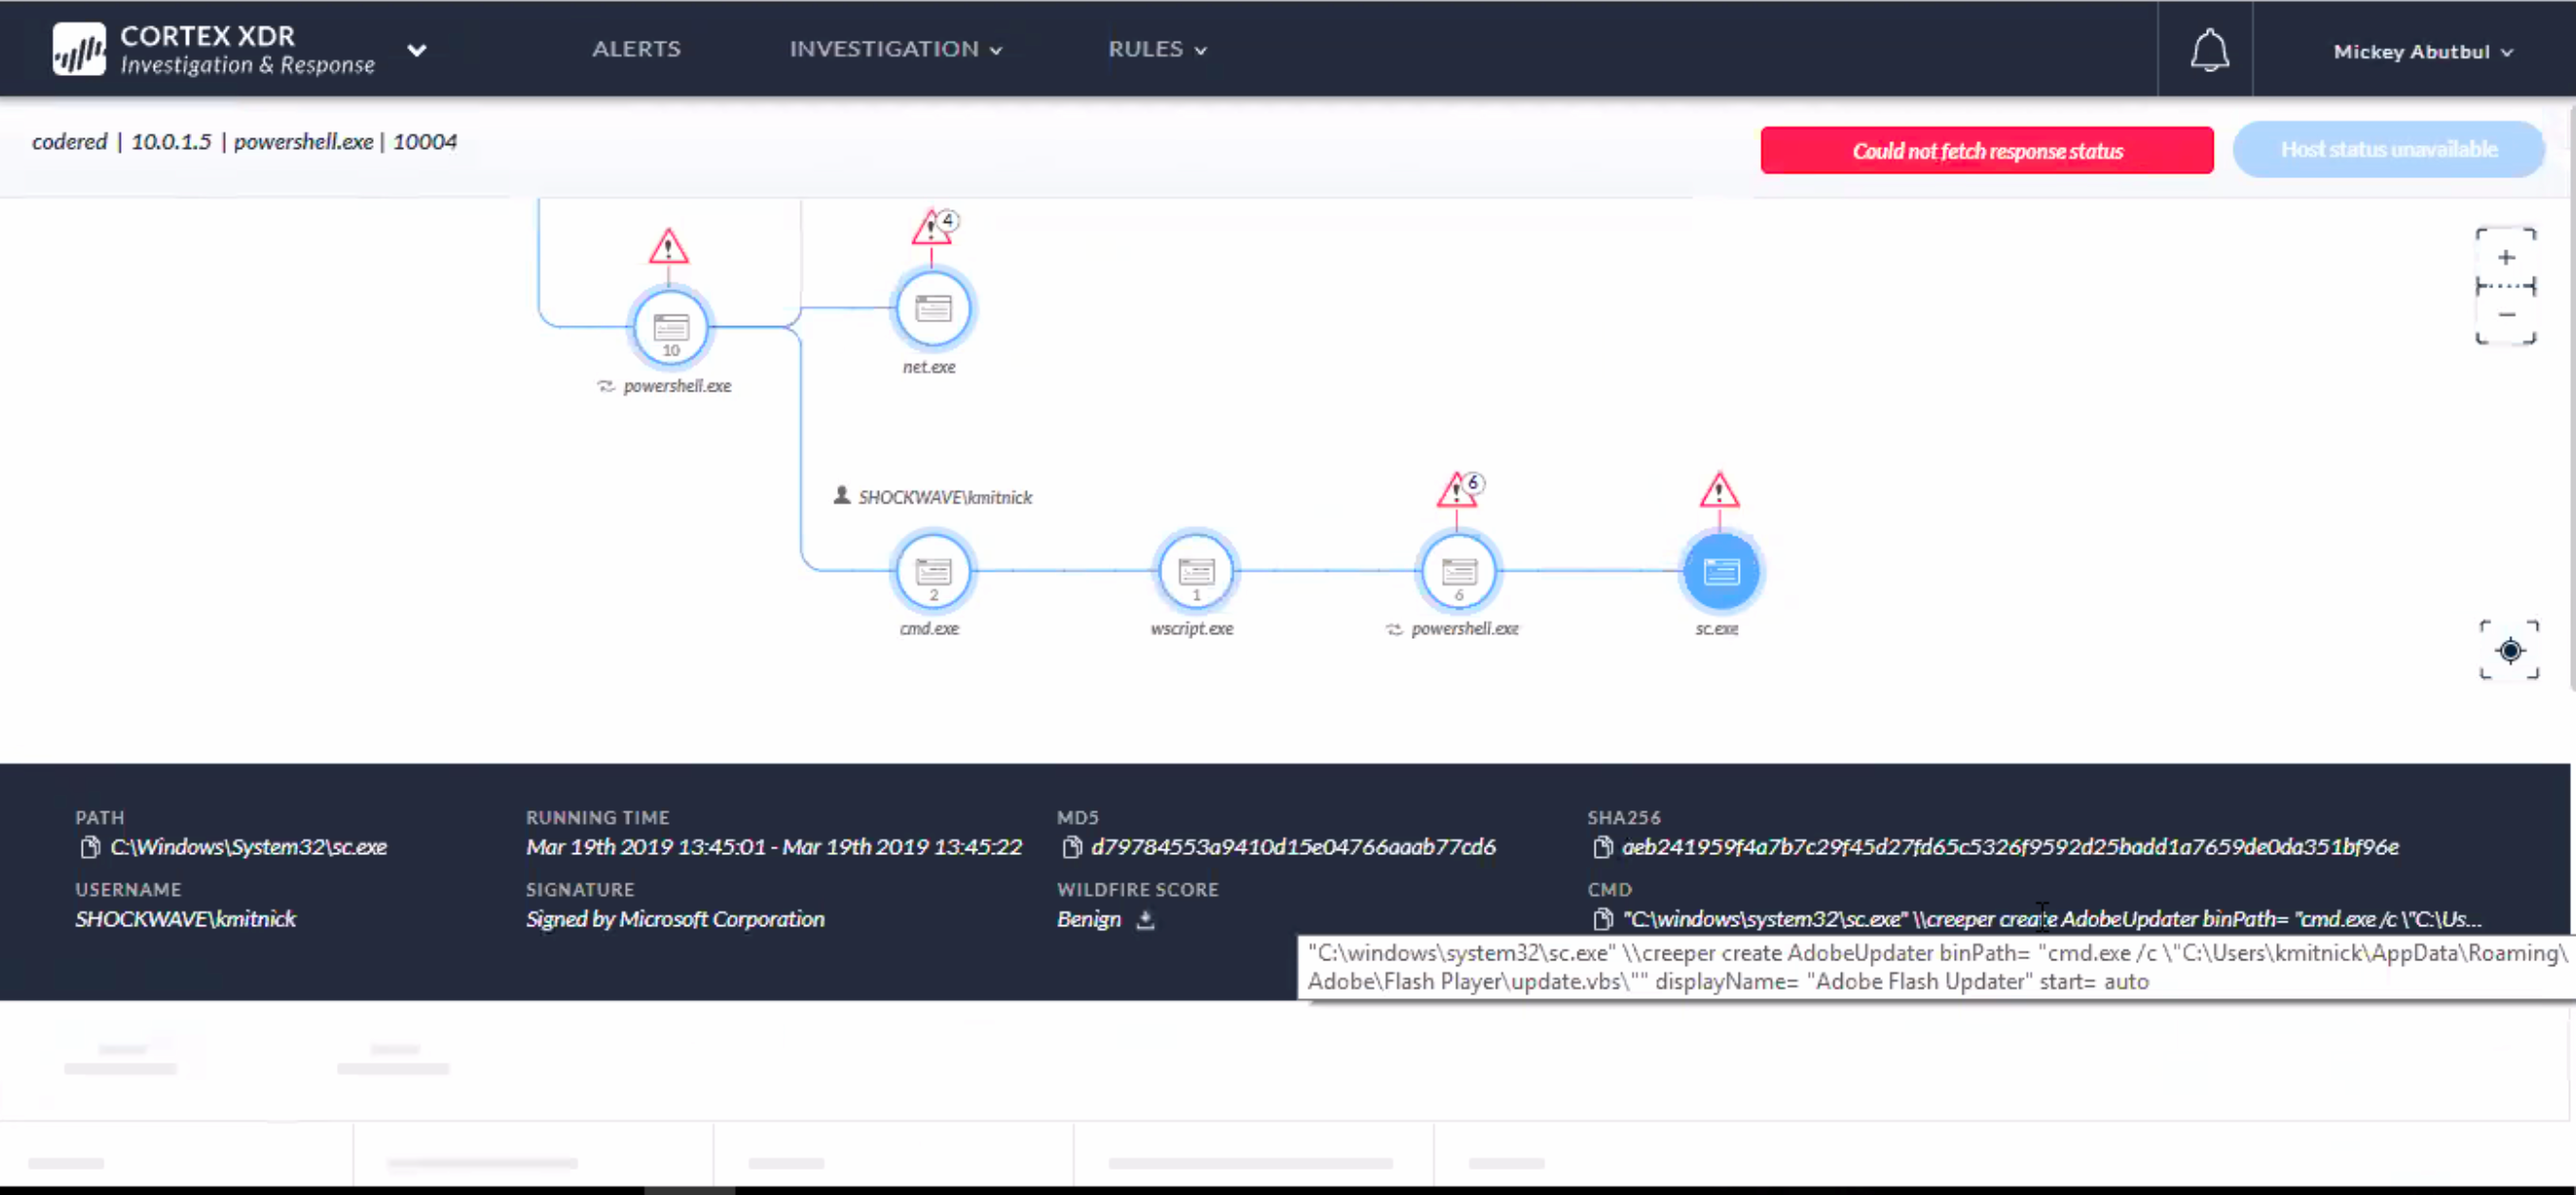 CORTEX XDR
Investigation & Response
ALERTS
INVESTIGATION
RULES
Mickey Abutbul
codered | 10.0.1.5 | powershell.exe | 10004
Could not fetch response status
Host status unavailable
4
10
powershell.exe
net.exe
SHOCKWAVE\kmitnick
6
2
1
6
cmd.exe
wscript.exe
powershell.exe
sc.exe
PATH
C:\Windows\System32\sc.exe
RUNNING TIME
Mar 19th 2019 13:45:01 - Mar 19th 2019 13:45:22
MD5
d79784553a9410d15e04766aaab77cd6
SHA256
aeb241959f4a7b7c29f45d27fd65c5326f9592d25badd1a7659de0da351bf96e
USERNAME
SHOCKWAVE\kmitnick
SIGNATURE
Signed by Microsoft Corporation
WILDFIRE SCORE
Benign
CMD
"C:\windows\system32\sc.exe" \\creeper create AdobeUpdater binPath= "cmd.exe /c \"C:\Us...
"C:\windows\system32\sc.exe" \\creeper create AdobeUpdater binPath= "cmd.exe /c \"C:\Users\kmitnick\AppData\Roaming\
Adobe\Flash Player\update.vbs\"" displayName= "Adobe Flash Updater" start= auto